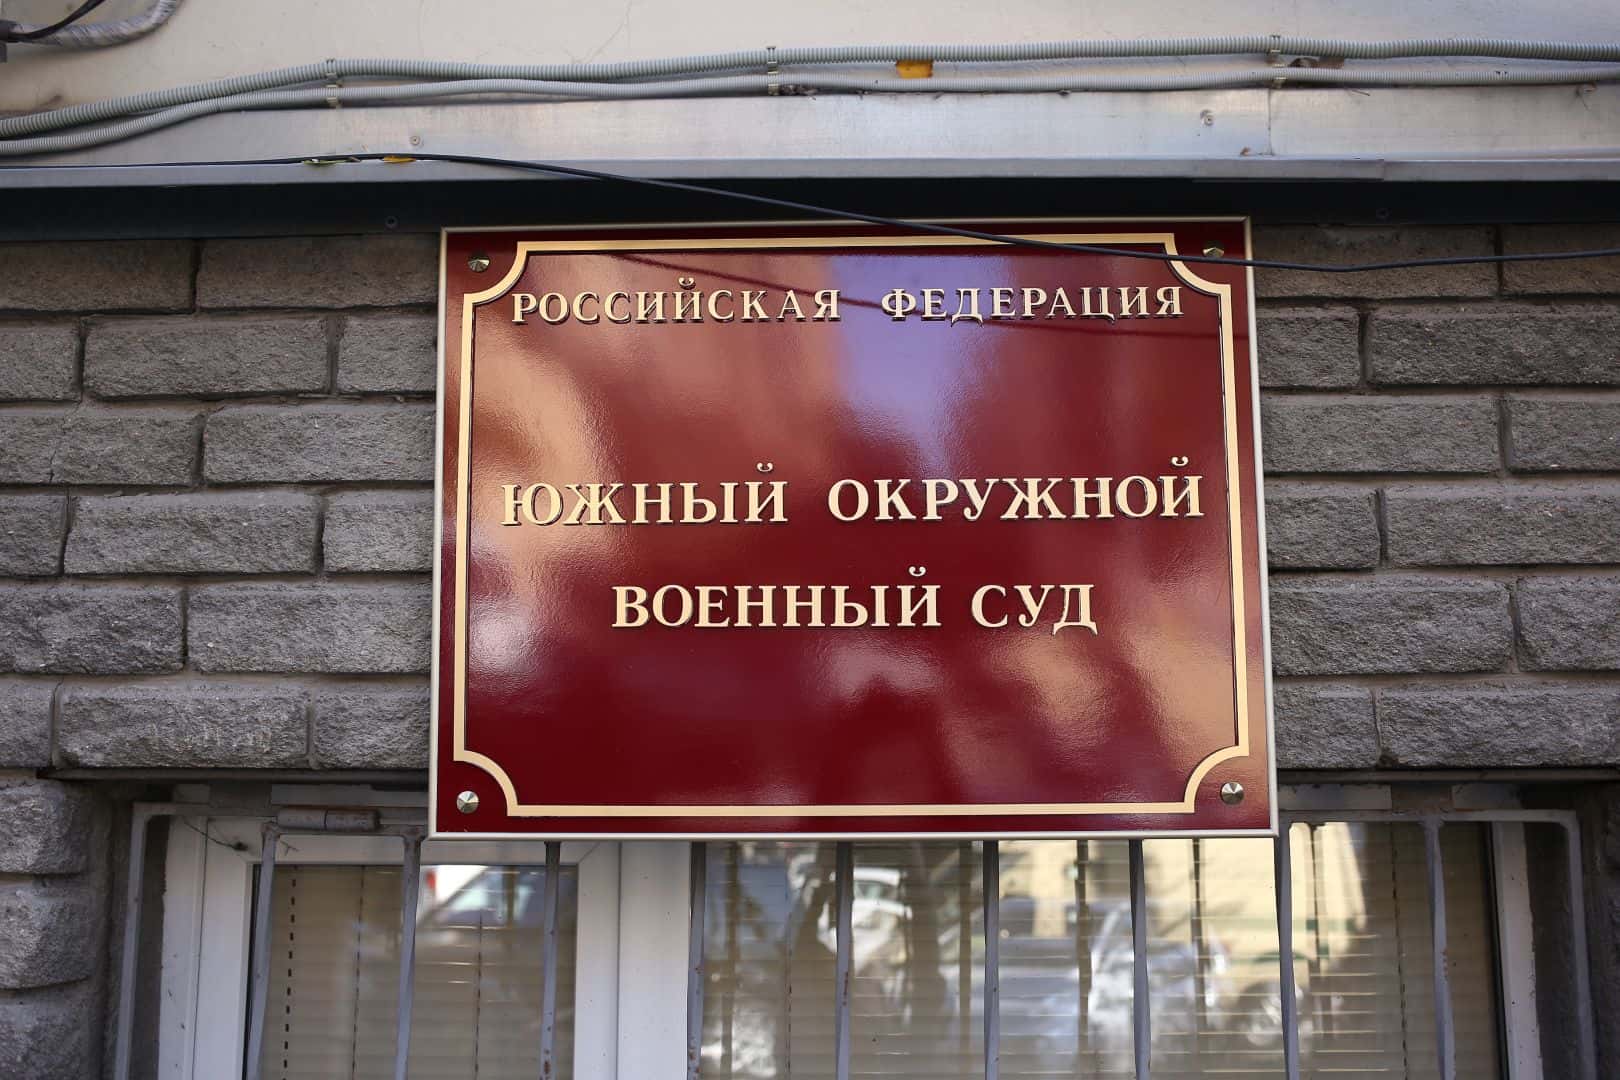 РОССИЙСКАЯ ФЕДЕРАЦИЯ
ЮЖНЫЙ ОКРУЖНОЙ
ВОЕННЫЙ СУД